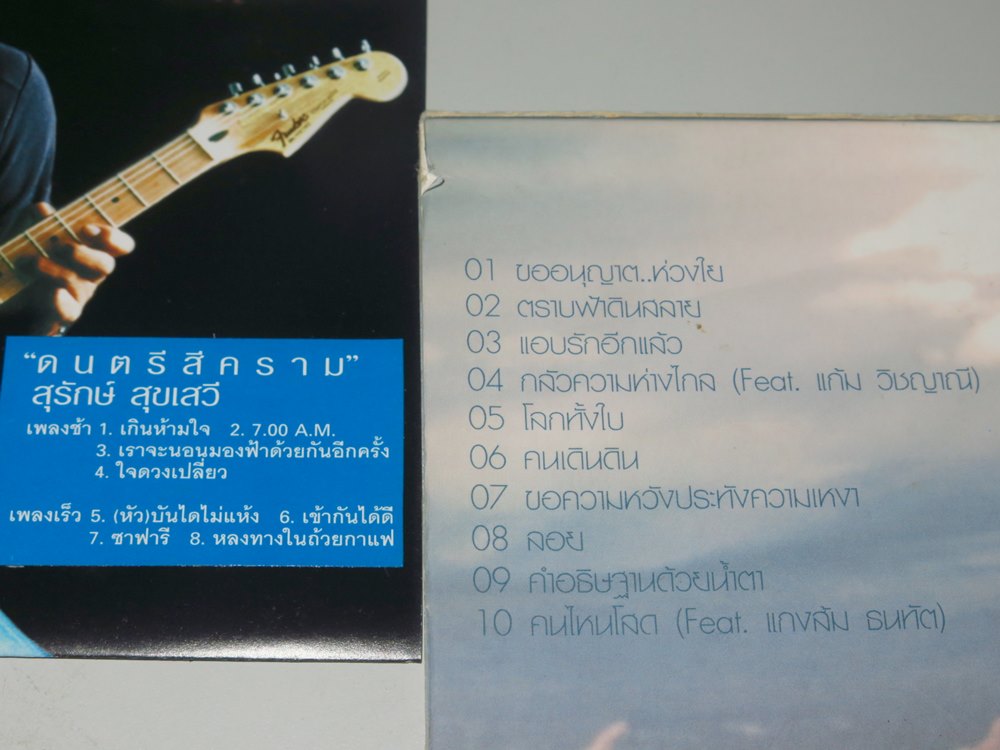 Fender
“ดนตรีสีคราม”
สุรักษ์ สุขเสวี
เพลงช้า 1. เกินห้ามใจ 2. 7.00 A.M.
3. เราจะนอนมองฟ้าด้วยกันอีกครั้ง
4. ใจดวงเปลี่ยว
เพลงเร็ว 5. (หัว)บันไดไม่แห้ง 6. เข้ากันได้ดี
7. ซาฟารี 8. หลงทางในถ้วยกาแฟ
01 ขออนุญาต..ห่วงใย
02 ตราบฟ้าดินสลาย
03 แอบรักอีกแล้ว
04 กลัวความห่างไกล (Feat. แก้ม วิชญาณี)
05 โลกทั้งใบ
06 คนเดินดิน
07 ขอความหวังประทังความเหงา
08 ลอย
09 คำอธิษฐานด้วยน้ำตา
10 คนไหนโสด (Feat. แกงส้ม ธนทัต)